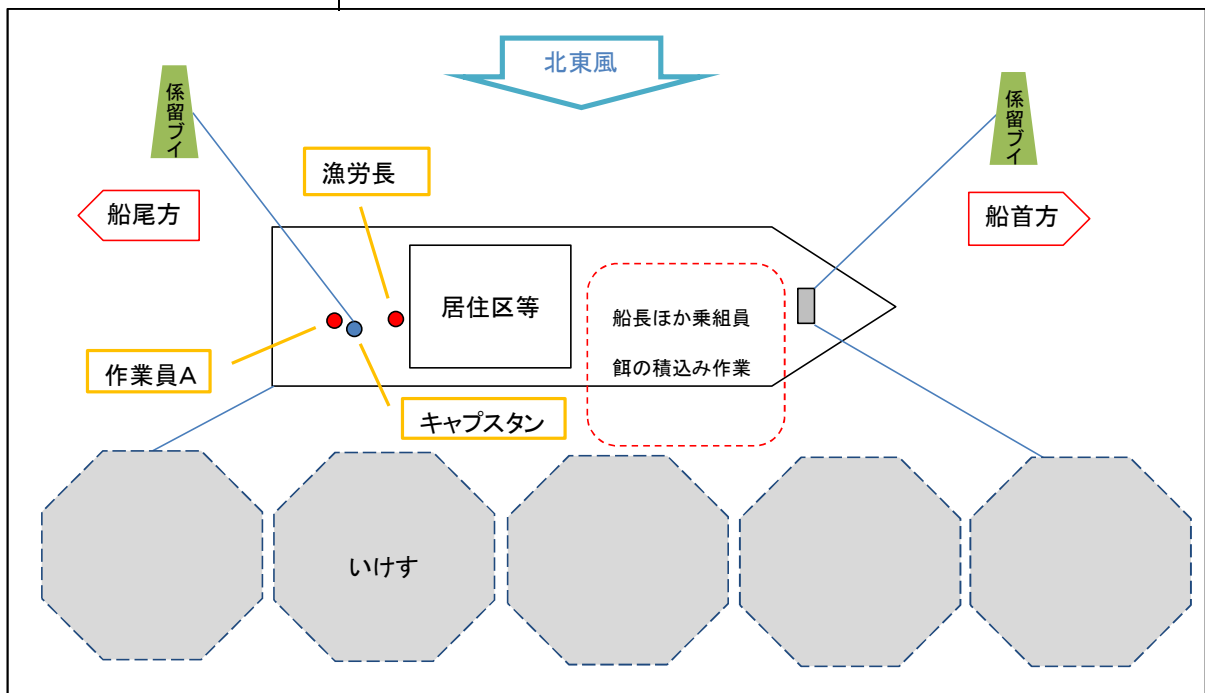 北東風
係留ブイ
係留ブイ
漁労長
船尾方
船首方
居住区等
船長ほか乗組員
餌の積込み作業
作業員A
キャプスタン
いけす